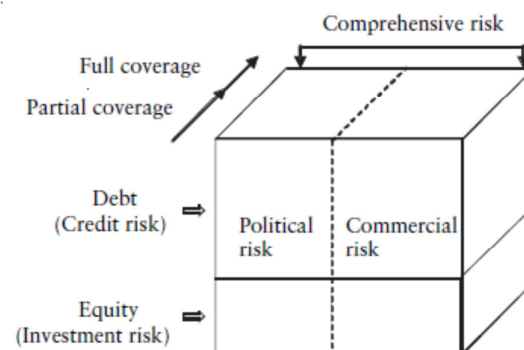 Comprehensive risk
Full coverage
Partial coverage
Debt
(Credit risk)
Political
risk
Commercial
risk
Equity
(Investment risk)